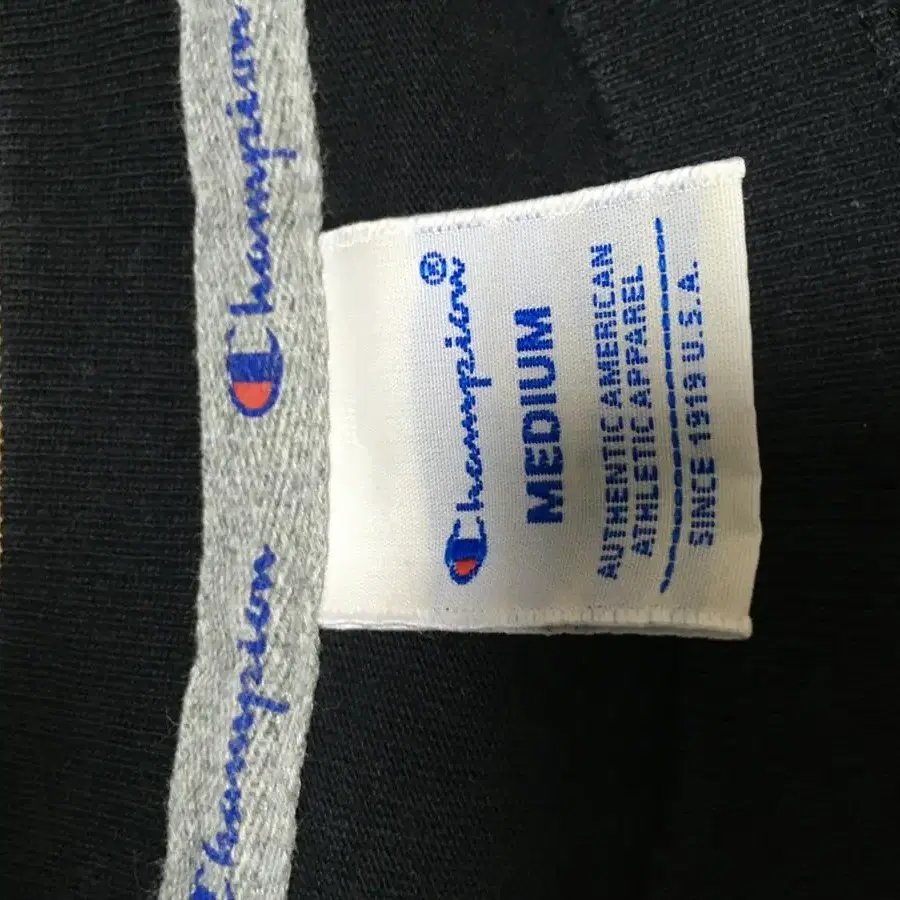 Champion
Champion
Champion®
MEDIUM
AUTHENTIC AMERICAN
ATHLETIC APPAREL
SINCE 1919 U.S.A.